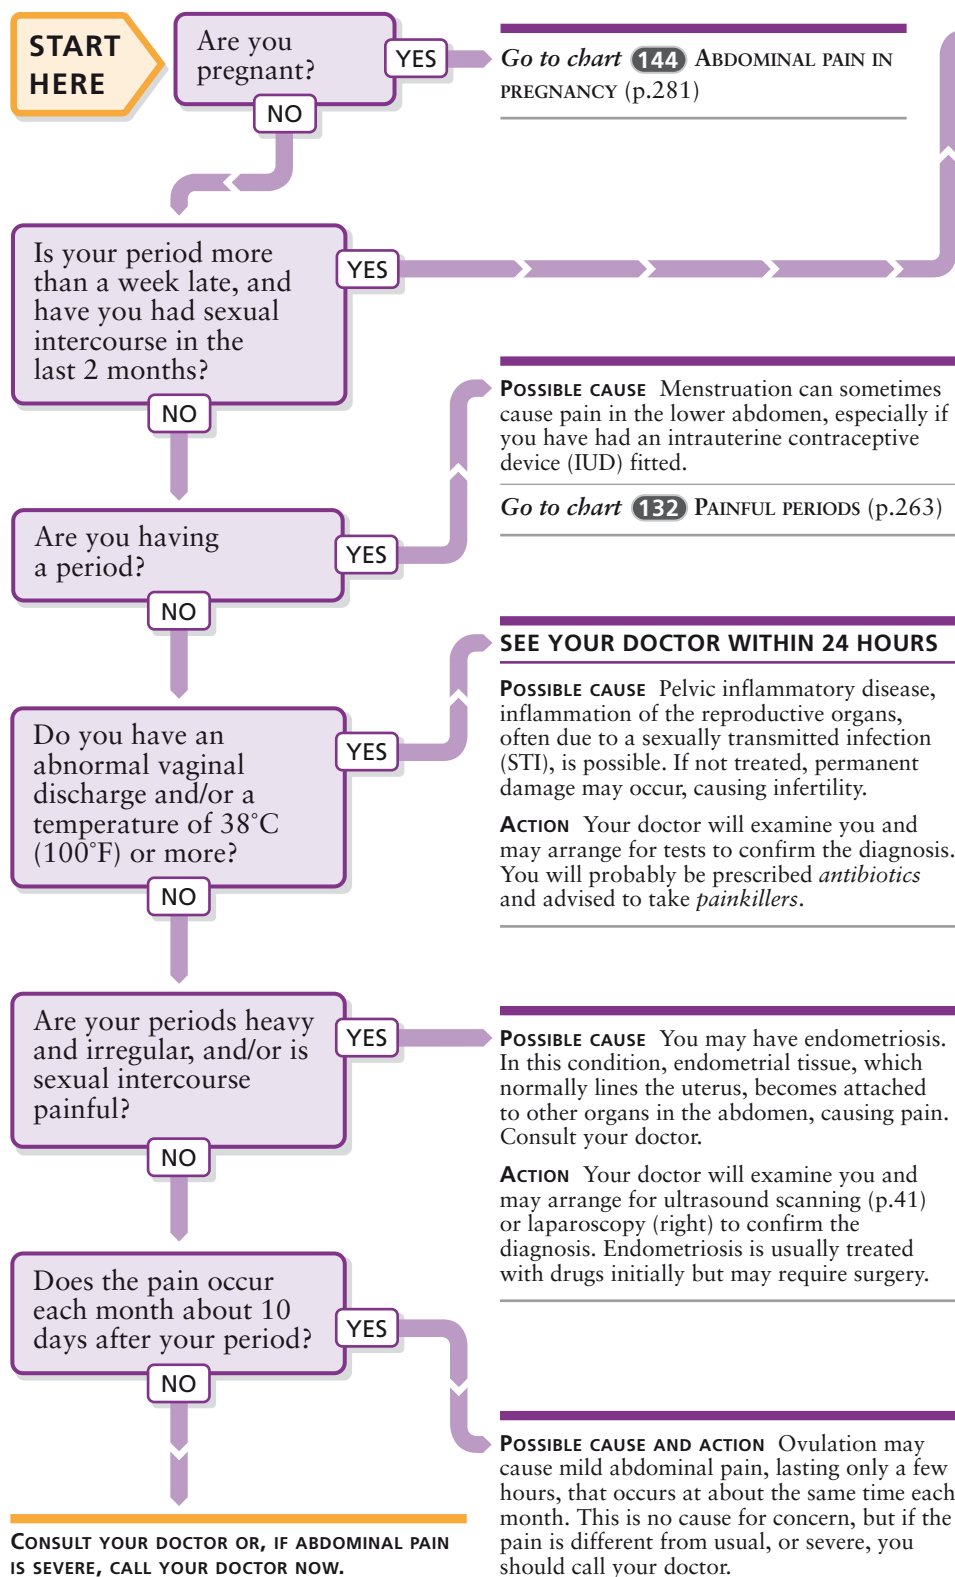 START
HERE
Are you
pregnant?
YES
NO
Go to chart 144 ABDOMINAL PAIN IN
PREGNANCY (p.281)
Is your period more
than a week late, and
have you had sexual
intercourse in the
last 2 months?
YES
NO
POSSIBLE CAUSE Menstruation can sometimes
cause pain in the lower abdomen, especially if
you have had an intrauterine contraceptive
device (IUD) fitted.
Go to chart 132 PAINFUL PERIODS (p.263)
Are you having
a period?
YES
NO
SEE YOUR DOCTOR WITHIN 24 HOURS
POSSIBLE CAUSE Pelvic inflammatory disease,
inflammation of the reproductive organs,
often due to a sexually transmitted infection
(STI), is possible. If not treated, permanent
damage may occur, causing infertility.
ACTION Your doctor will examine you and
may arrange for tests to confirm the diagnosis.
You will probably be prescribed antibiotics
and advised to take painkillers.
Do you have an
abnormal vaginal
discharge and/or a
temperature of 38˚C
(100˚F) or more?
YES
NO
Are your periods heavy
and irregular, and/or is
sexual intercourse
painful?
YES
NO
POSSIBLE CAUSE You may have endometriosis.
In this condition, endometrial tissue, which
normally lines the uterus, becomes attached
to other organs in the abdomen, causing pain.
Consult your doctor.
ACTION Your doctor will examine you and
may arrange for ultrasound scanning (p.41)
or laparoscopy (right) to confirm the
diagnosis. Endometriosis is usually treated
with drugs initially but may require surgery.
Does the pain occur
each month about 10
days after your period?
YES
NO
POSSIBLE CAUSE AND ACTION Ovulation may
cause mild abdominal pain, lasting only a few
hours, that occurs at about the same time each
month. This is no cause for concern, but if the
pain is different from usual, or severe, you
should call your doctor.
CONSULT YOUR DOCTOR OR, IF ABDOMINAL PAIN
IS SEVERE, CALL YOUR DOCTOR NOW.